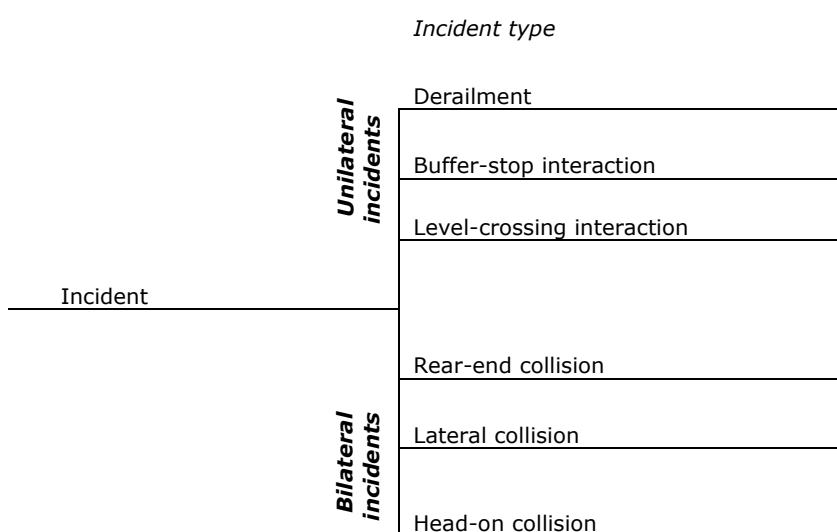 Incident type
Unilateral
incidents
Derailment
Buffer-stop interaction
Level-crossing interaction
Incident
Bilateral
incidents
Rear-end collision
Lateral collision
Head-on collision